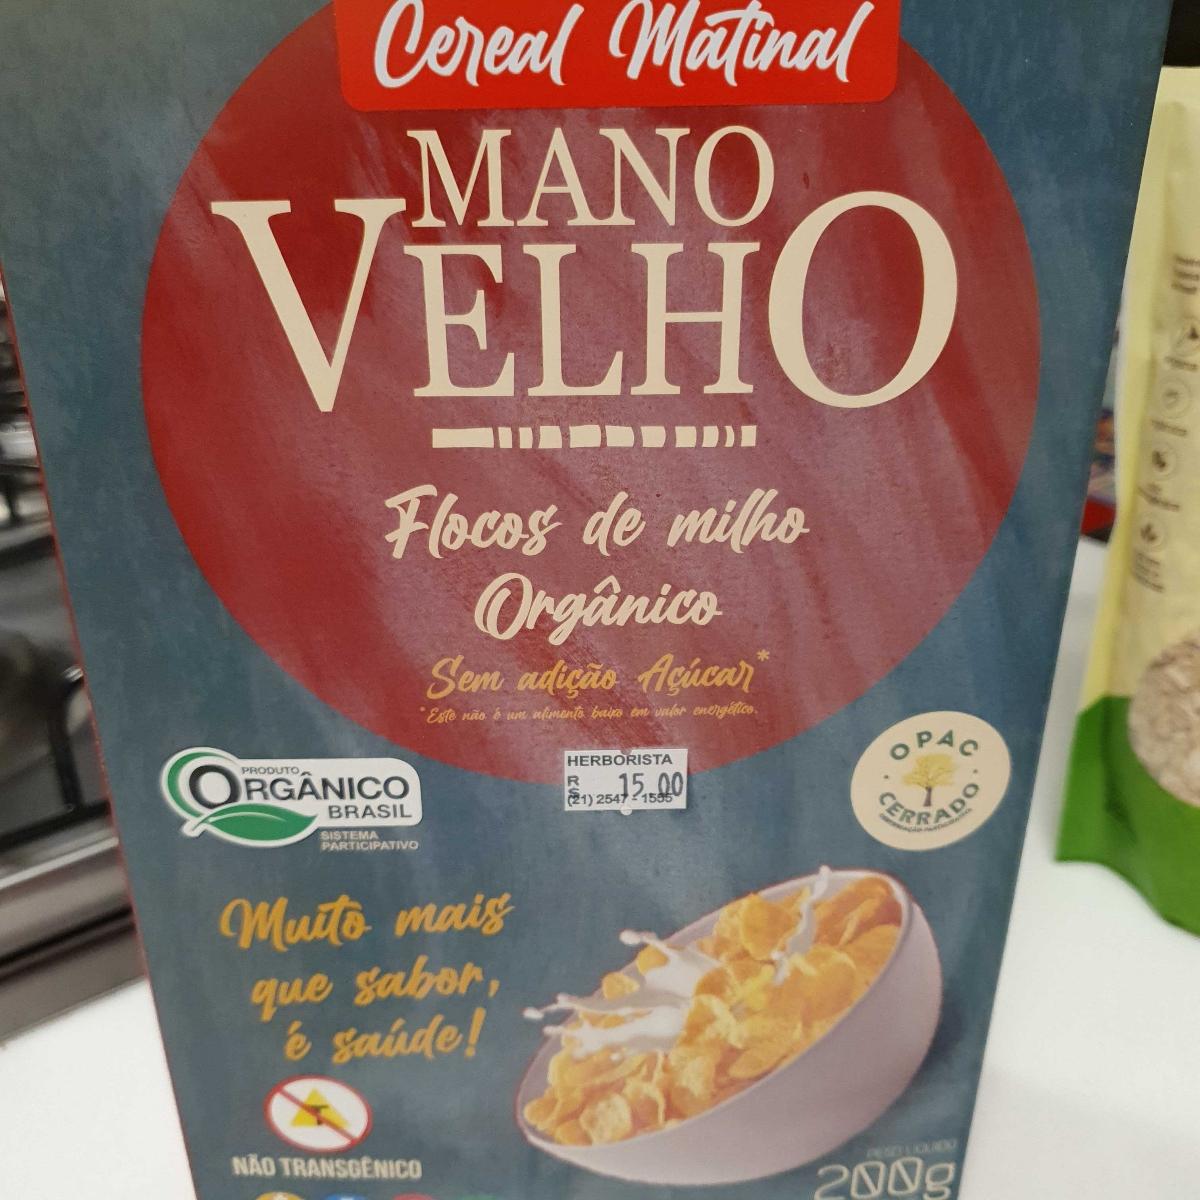 Cereal Matinal
MANO
VELHO
Flocos de milho
Orgânico
Sem adição Açúcar*
*Este não é um alimento baixo em valor energético.
PRODUTO
ORGÂNICO
BRASIL
SISTEMA
PARTICIPATIVO
HERBORISTA
R$ 15,00
(21) 2547 - 1555
OPAC
CERRADO
Muito mais
que sabor,
é saúde!
T
NÃO TRANSGÊNICO
PESO LÍQUIDO
200g